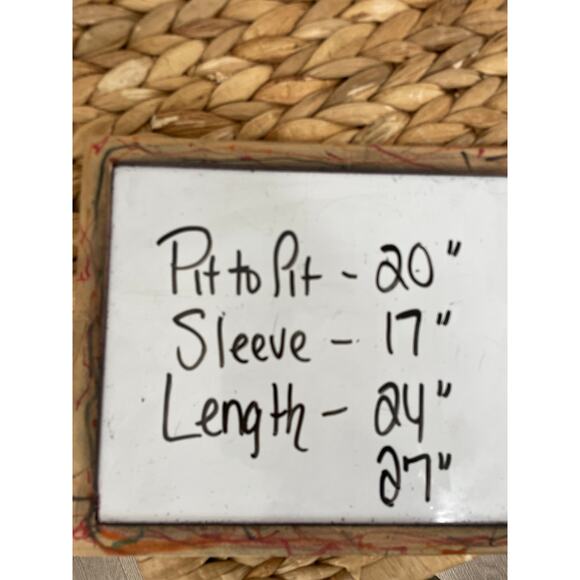 Pit to Pit - 20"
Sleeve - 17"
Length - 24"
27"